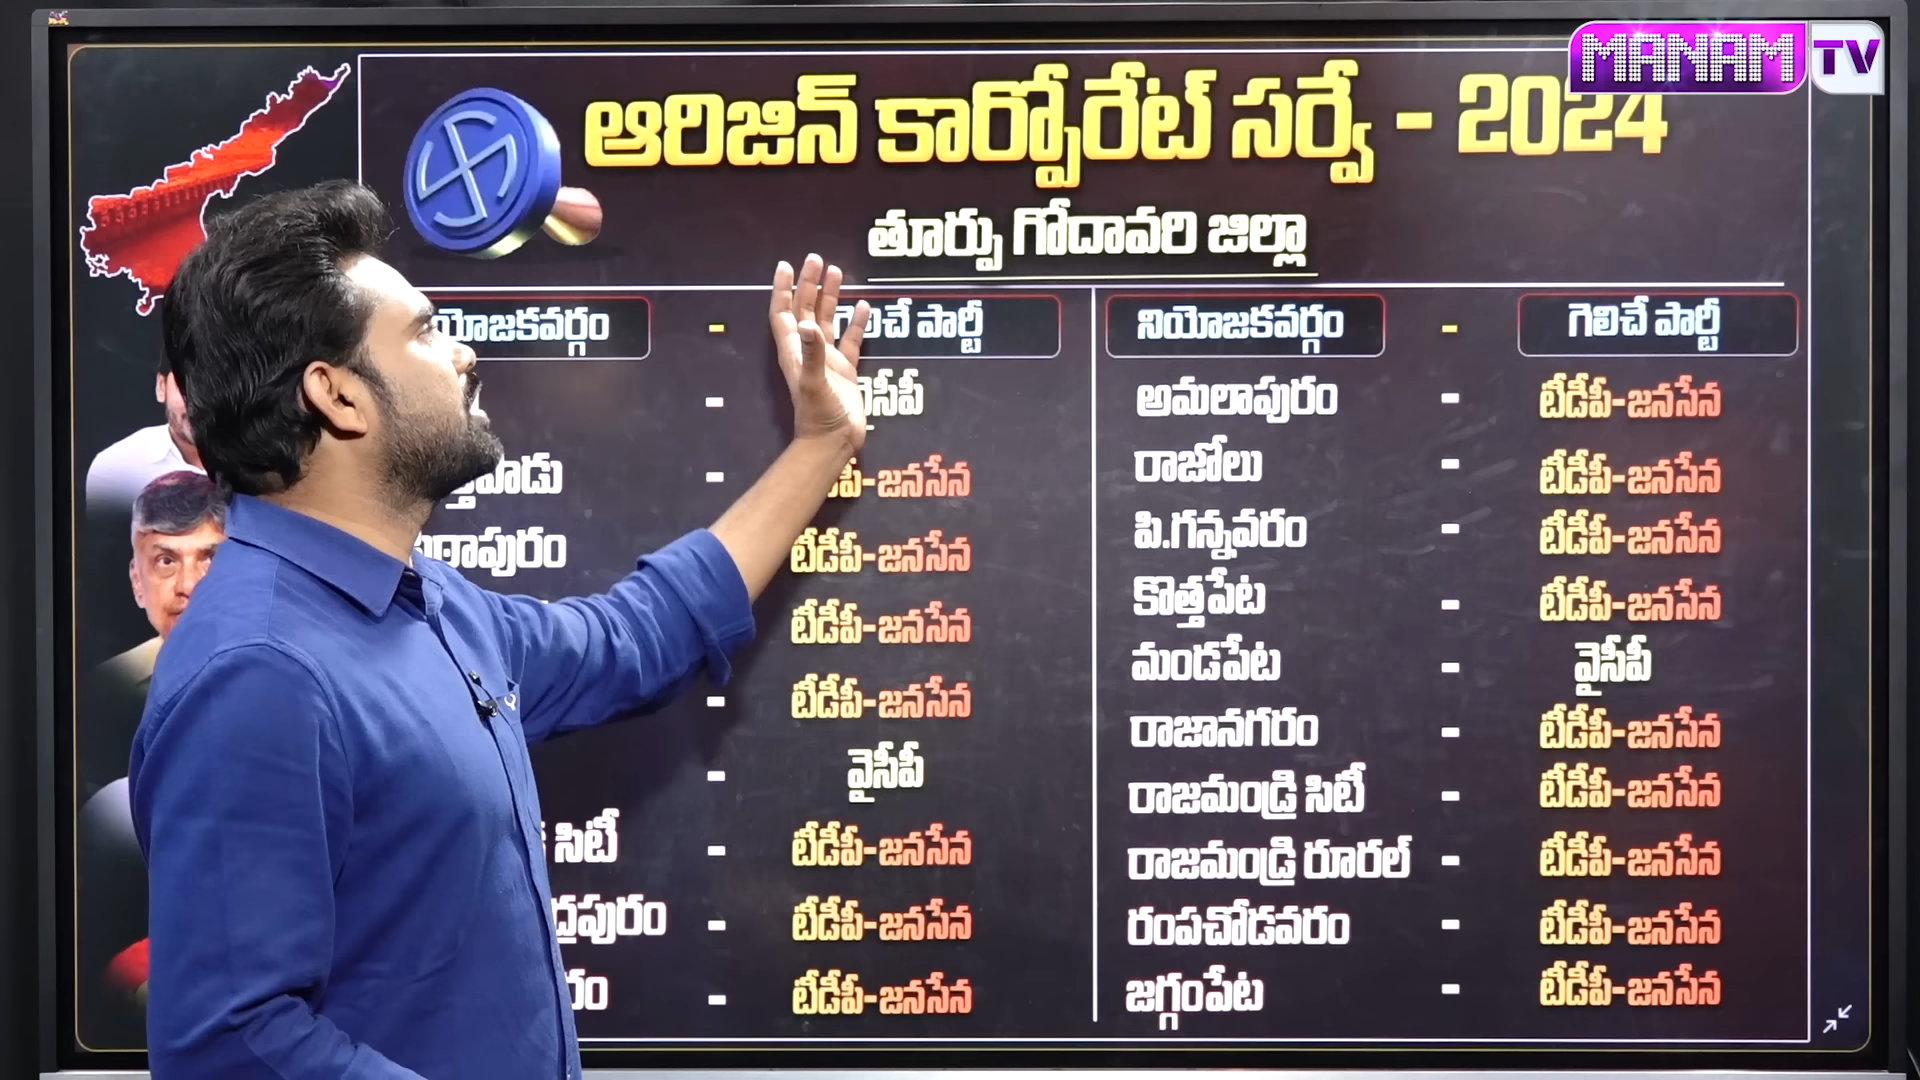 MANAM TV
ఆరిజిన్ కార్పోరేట్ సర్వే - 2024
తూర్పు గోదావరి జిల్లా
- పార్టీ
-
- టీడీపీ-జనసేన
టీడీపీ-జనసేన
టీడీపీ-జనసేన
- టీడీపీ-జనసేన
- వైసీపీ
సిటీ - టీడీపీ-జనసేన
- టీడీపీ-జనసేన
- టీడీపీ-జనసేన
నియోజకవర్గం - గెలిచే పార్టీ
అమలాపురం - టీడీపీ-జనసేన
రాజోలు - టీడీపీ-జనసేన
పి.గన్నవరం - టీడీపీ-జనసేన
కొత్తపేట - టీడీపీ-జనసేన
మండపేట - వైసీపీ
రాజానగరం - టీడీపీ-జనసేన
రాజమండ్రి సిటీ - టీడీపీ-జనసేన
రాజమండ్రి రూరల్ - టీడీపీ-జనసేన
రంపచోడవరం - టీడీపీ-జనసేన
జగ్గంపేట - టీడీపీ-జనసేన